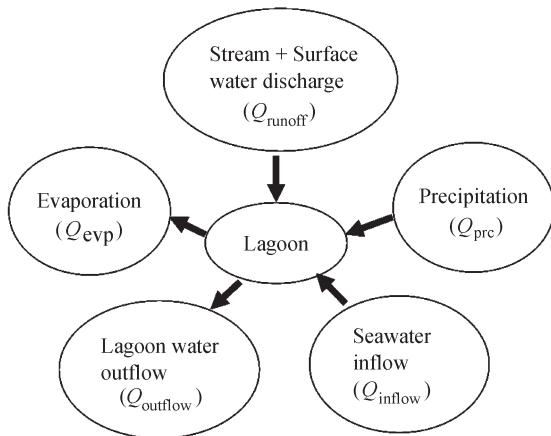 Stream + Surface
water discharge
(Qrunoff)
Evaporation
(Qevp)
Precipitation
(Qprc)
Lagoon
Lagoon water
outflow
(Qoutflow)
Seawater
inflow
(Qinflow)